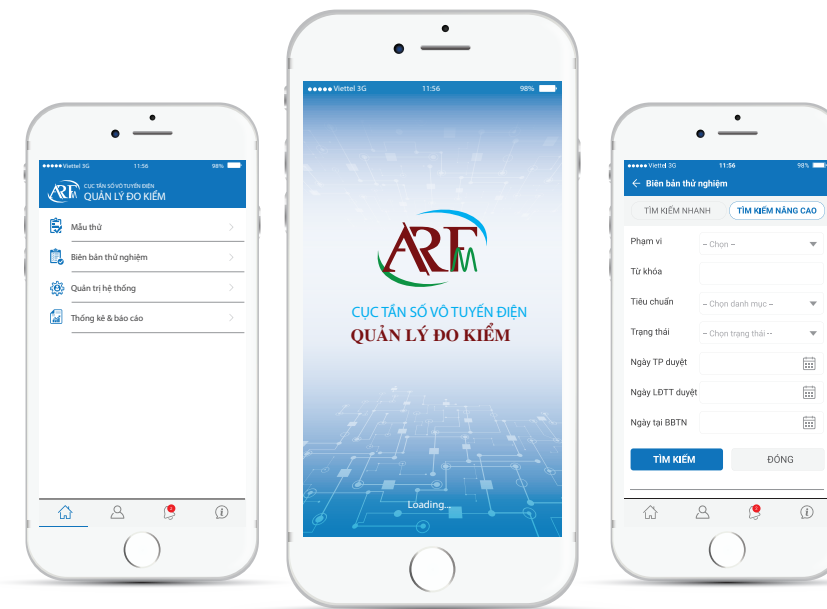 Viettel 3G 11:56 98%
ARFM CỤC TẦN SỐ VÔ TUYẾN ĐIỆN
QUẢN LÝ ĐO KIỂM
Mẫu thử
Biên bản thử nghiệm
Quản trị hệ thống
Thống kê & báo cáo
2
Viettel 3G 11:56 98%
ARFM
CỤC TẦN SỐ VÔ TUYẾN ĐIỆN
QUẢN LÝ ĐO KIỂM
Loading...
Viettel 3G 11:56 98%
Biên bản thử nghiệm
TÌM KIẾM NHANH TÌM KIẾM NÂNG CAO
Phạm vi – Chọn –
Từ khóa
Tiêu chuẩn – Chọn danh mục –
Trạng thái – Chọn trạng thái --
Ngày TP duyệt
Ngày LĐTT duyệt
Ngày tại BBTN
TÌM KIẾM ĐÓNG
2